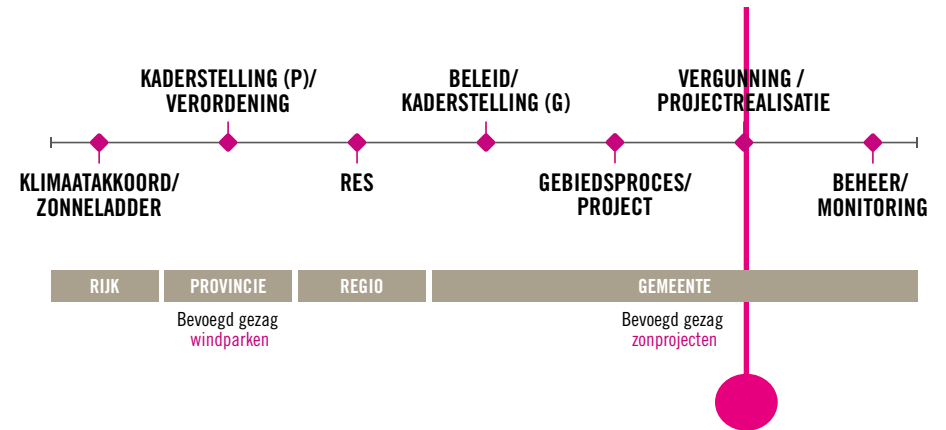 KADERSTELLING (P)/
VERORDENING
BELEID/
KADERSTELLING (G)
VERGUNNING /
PROJECTREALISATIE
KLIMAATAKKOORD/
ZONNELADDER
RES
GEBIEDSPROCES/
PROJECT
BEHEER/
MONITORING
RIJK
PROVINCIE
REGIO
GEMEENTE
Bevoegd gezag
windparken
Bevoegd gezag
zonprojecten